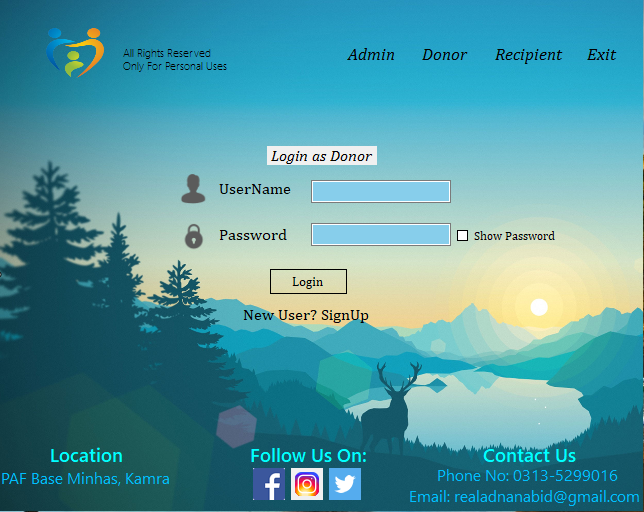 All Rights Reserved
Only For Personal Uses
Admin Donor Recipient Exit
Login as Donor
UserName
Password
Show Password
Login
New User? SignUp
Location
PAF Base Minhas, Kamra
Follow Us On:
Contact Us
Phone No: 0313-5299016
Email: realadnanabid@gmail.com